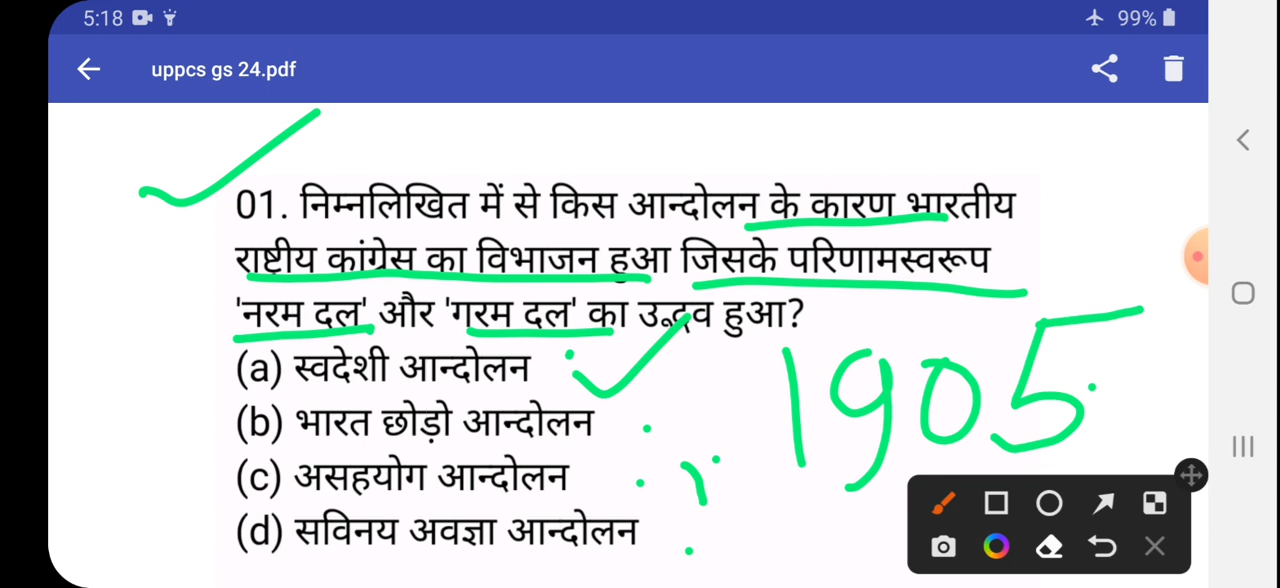 5:18 99%
uppcs gs 24.pdf
01. निम्नलिखित में से किस आन्दोलन के कारण भारतीय
राष्टीय कांग्रेस का विभाजन हुआ जिसके परिणामस्वरूप
'नरम दल' और 'गरम दल' का उद्भव हुआ?
(a) स्वदेशी आन्दोलन
(b) भारत छोड़ो आन्दोलन
(c) असहयोग आन्दोलन
(d) सविनय अवज्ञा आन्दोलन
1905